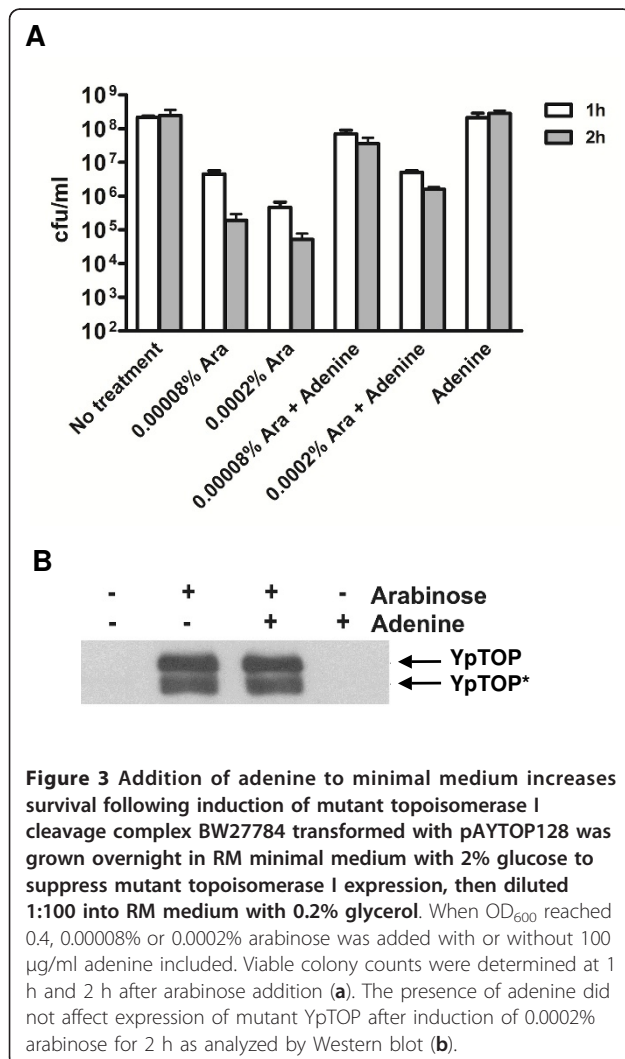 A
10⁹
10⁸
10⁷
10⁶
10⁵
10⁴
10³
10²
cfu/ml
1h
2h
No treatment
0.00008% Ara
0.0002% Ara
0.00008% Ara + Adenine
0.0002% Ara + Adenine
Adenine
B
- + + - Arabinose
- - + + Adenine
YpTOP
YpTOP*
Figure 3 Addition of adenine to minimal medium increases
survival following induction of mutant topoisomerase I
cleavage complex BW27784 transformed with pAYTOP128 was
grown overnight in RM minimal medium with 2% glucose to
suppress mutant topoisomerase I expression, then diluted
1:100 into RM medium with 0.2% glycerol. When OD₆₀₀ reached
0.4, 0.00008% or 0.0002% arabinose was added with or without 100
μg/ml adenine included. Viable colony counts were determined at 1
h and 2 h after arabinose addition (a). The presence of adenine did
not affect expression of mutant YpTOP after induction of 0.0002%
arabinose for 2 h as analyzed by Western blot (b).